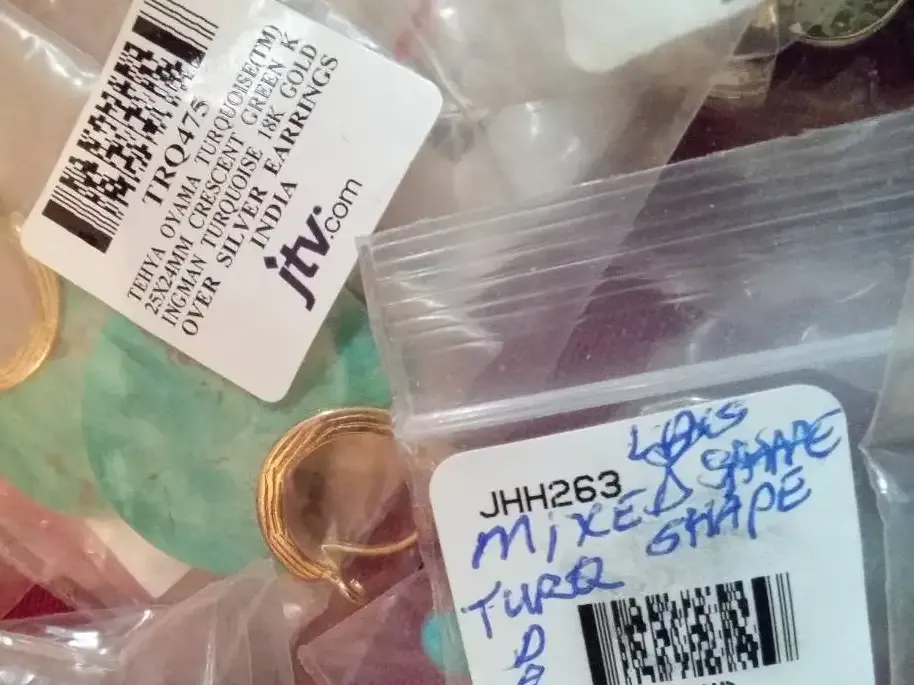 TRQ475
TEHYA OYAMA TURQUOISE(TM)
25X24MM CRESCENT GREEN K
INGMAN TURQUOISE 18K GOLD
OVER SILVER EARRINGS
INDIA
jtv.com
JHH263
MIXED SHAPE
TURQ SHAPE
D